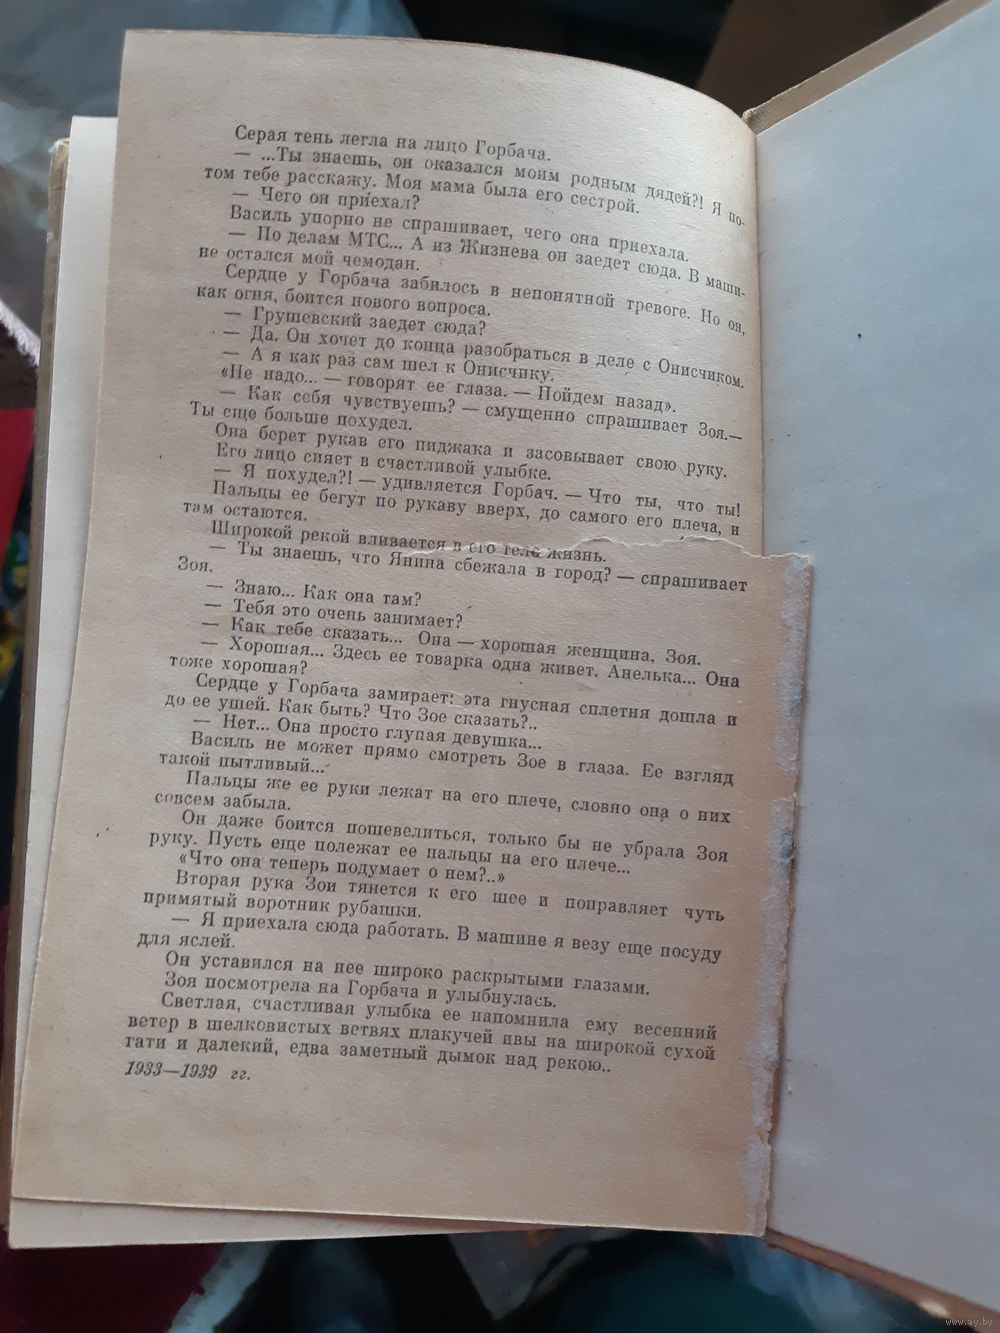 Серая тень легла на лицо Горбача.
— ...Ты знаешь, он оказался моим родным дядей?! Я по-
том тебе расскажу. Моя мама была его сестрой.
— Чего он приехал?
Василь упорно не спрашивает, чего она приехала.
— По делам МТС... А из Жизнева он заедет сюда. В маши-
не остался мой чемодан.
Сердце у Горбача забилось в непонятной тревоге. Но он,
как огня, боится нового вопроса.
— Грушевский заедет сюда?
— Да. Он хочет до конца разобраться в деле с Онисчиком.
— А я как раз сам шел к Онисчику.
«Не надо... — говорят ее глаза. — Пойдем назад».
— Как себя чувствуешь? — смущенно спрашивает Зоя.—
Ты еще больше похудел.
Она берет рукав его пиджака и засовывает свою руку.
Его лицо сияет в счастливой улыбке.
— Я похудел?! — удивляется Горбач. — Что ты, что ты!
Пальцы ее бегут по рукаву вверх, до самого его плеча, и
там остаются.
Широкой рекой вливается в его тело жизнь.
— Ты знаешь, что Янина сбежала в город? — спрашивает
Зоя.
— Знаю... Как она там?
— Тебя это очень занимает?
— Как тебе сказать... Она — хорошая женщина, Зоя.
— Хорошая... Здесь ее товарка одна живет. Анелька... Она
тоже хорошая?
Сердце у Горбача замирает: эта гнусная сплетня дошла и
до ее ушей. Как быть? Что Зое сказать?..
— Нет... Она просто глупая девушка...
Василь не может прямо смотреть Зое в глаза. Ее взгляд
такой пытливый...
Пальцы же ее руки лежат на его плече, словно она о них
совсем забыла.
Он даже боится пошевелиться, только бы не убрала Зоя
руку. Пусть еще полежат ее пальцы на его плече...
«Что она теперь подумает о нем?..»
Вторая рука Зои тянется к его шее и поправляет чуть
примятый воротник рубашки.
— Я приехала сюда работать. В машине я везу еще посуду
для яслей.
Он уставился на нее широко раскрытыми глазами.
Зоя посмотрела на Горбача и улыбнулась.
Светлая, счастливая улыбка ее напомнила ему весенний
ветер в шелковистых ветвях плакучей ивы на широкой сухой
гати и далекий, едва заметный дымок над рекою..
1933—1939 гг.
www.ay.by